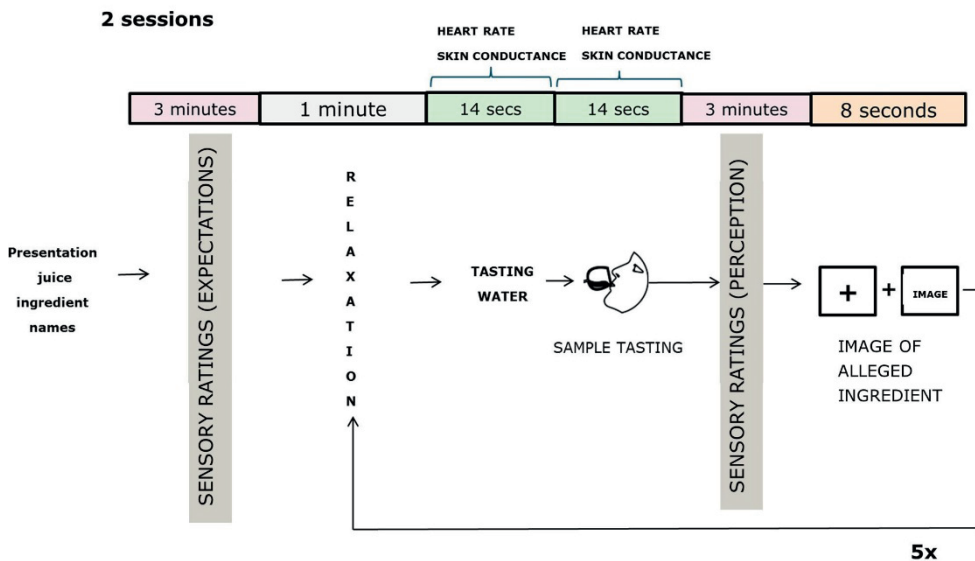 2 sessions
HEART RATE
SKIN CONDUCTANCE
HEART RATE
SKIN CONDUCTANCE
3 minutes
1 minute
14 secs
14 secs
3 minutes
8 seconds
Presentation
juice
ingredient
names
SENSORY RATINGS (EXPECTATIONS)
RELAXATION
TASTING
WATER
SAMPLE TASTING
SENSORY RATINGS (PERCEPTION)
+
+
IMAGE
IMAGE OF
ALLEGED
INGREDIENT
5x